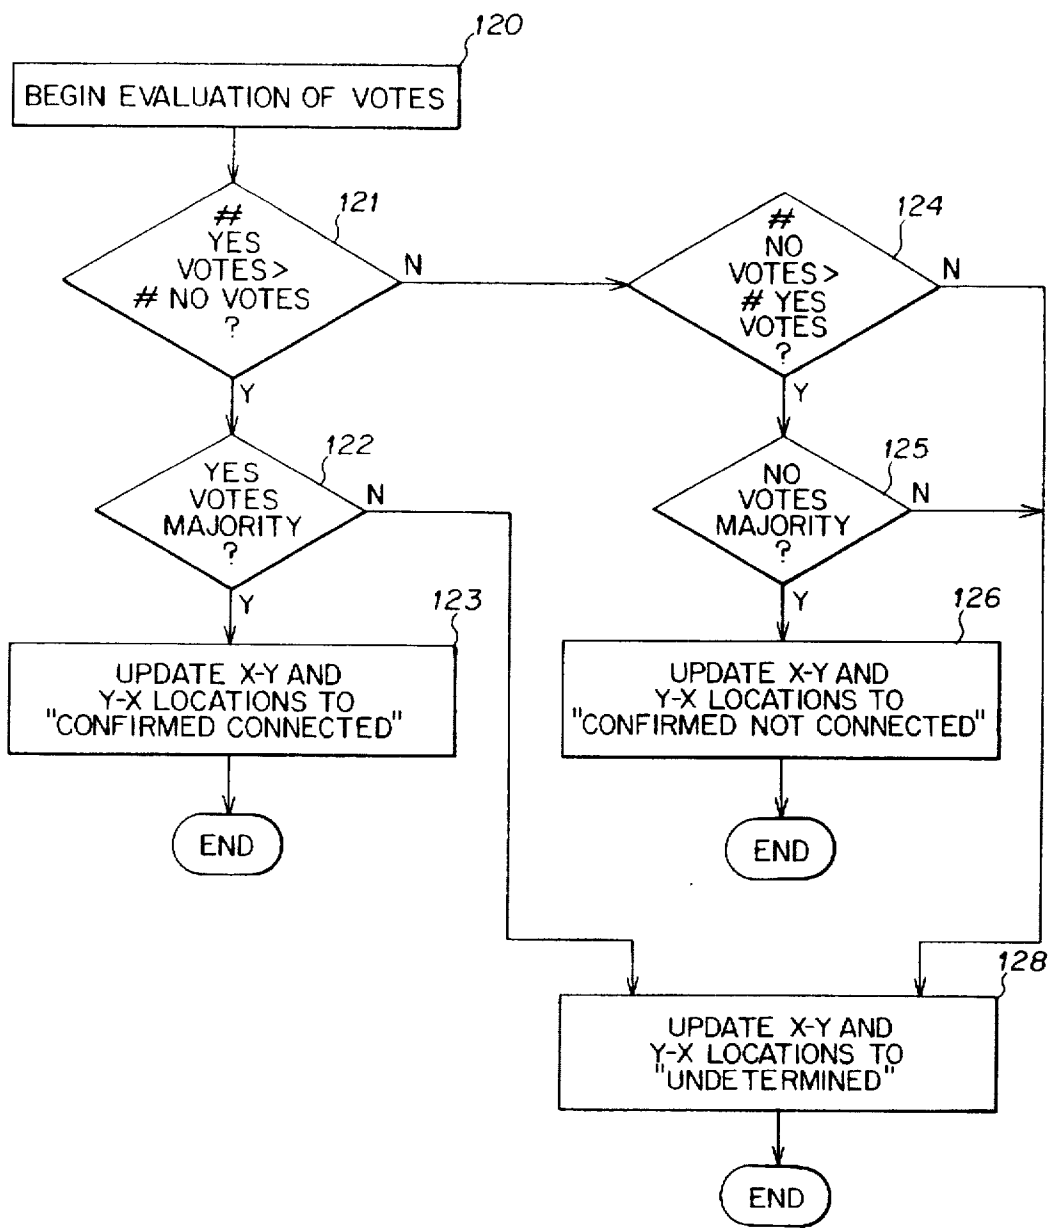 120
BEGIN EVALUATION OF VOTES
121
#
YES
VOTES >
# NO VOTES
?
N
Y
124
#
NO
VOTES >
# YES
VOTES
?
N
Y
122
YES
VOTES
MAJORITY
?
N
Y
125
NO
VOTES
MAJORITY
?
N
Y
123
UPDATE X-Y AND
Y-X LOCATIONS TO
"CONFIRMED CONNECTED"
END
126
UPDATE X-Y AND
Y-X LOCATIONS TO
"CONFIRMED NOT CONNECTED"
END
128
UPDATE X-Y AND
Y-X LOCATIONS TO
"UNDETERMINED"
END